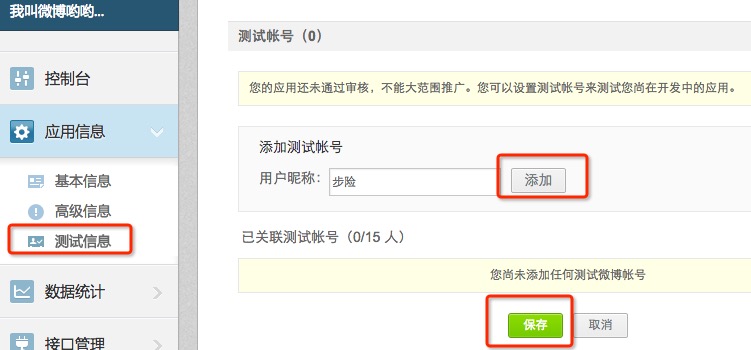 我叫微博哟哟...
控制台
应用信息
基本信息
高级信息
测试信息
数据统计
接口管理
测试帐号（0）
您的应用还未通过审核，不能大范围推广。您可以设置测试帐号来测试您尚在开发中的应用。
添加测试帐号
用户昵称：步险 添加
已关联测试帐号（0/15 人）
您尚未添加任何测试微博帐号
保存 取消